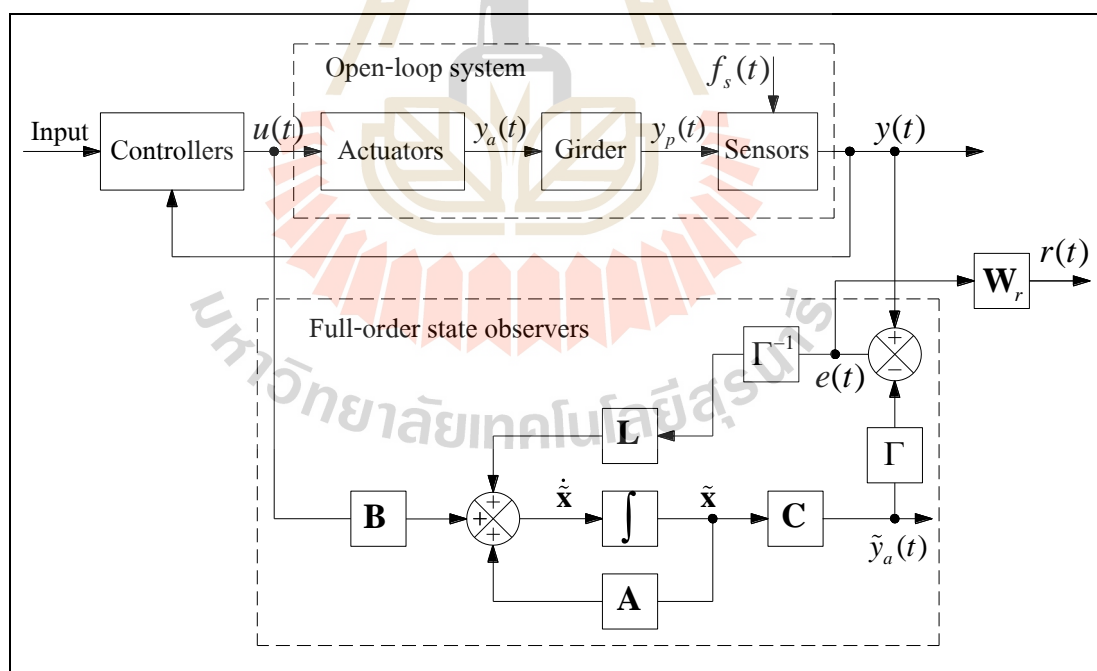 Open-loop system
f_s(t)
Input
Controllers
u(t)
Actuators
y_a(t)
Girder
y_p(t)
Sensors
y(t)
W_r
r(t)
Full-order state observers
Γ⁻¹
e(t)
+
−
L
Γ
B
+
+
+
ẋ̃
∫
x̃
C
ỹ_a(t)
A
มหาวิทยาลัยเทคโนโลยีสุรนารี